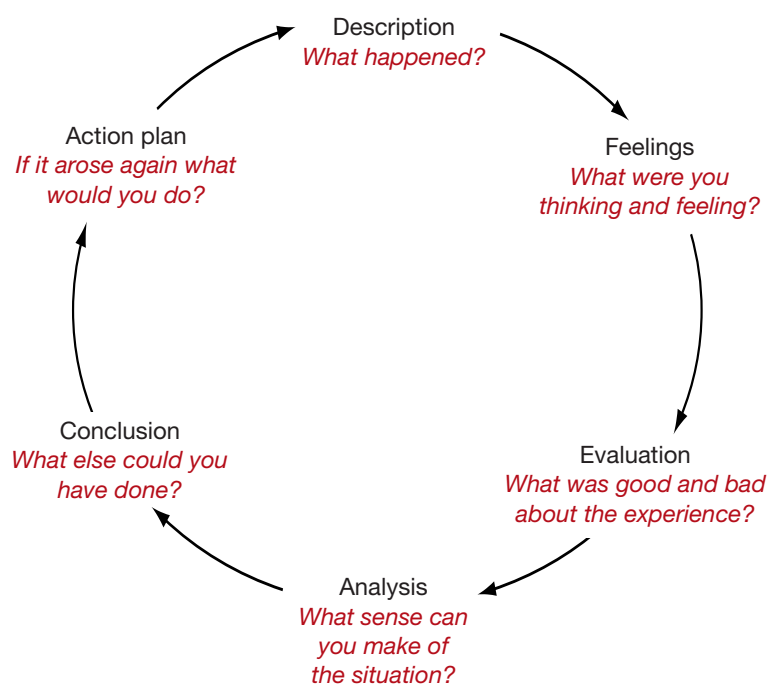 Description
What happened?
Feelings
What were you
thinking and feeling?
Evaluation
What was good and bad
about the experience?
Analysis
What sense can
you make of
the situation?
Conclusion
What else could you
have done?
Action plan
If it arose again what
would you do?